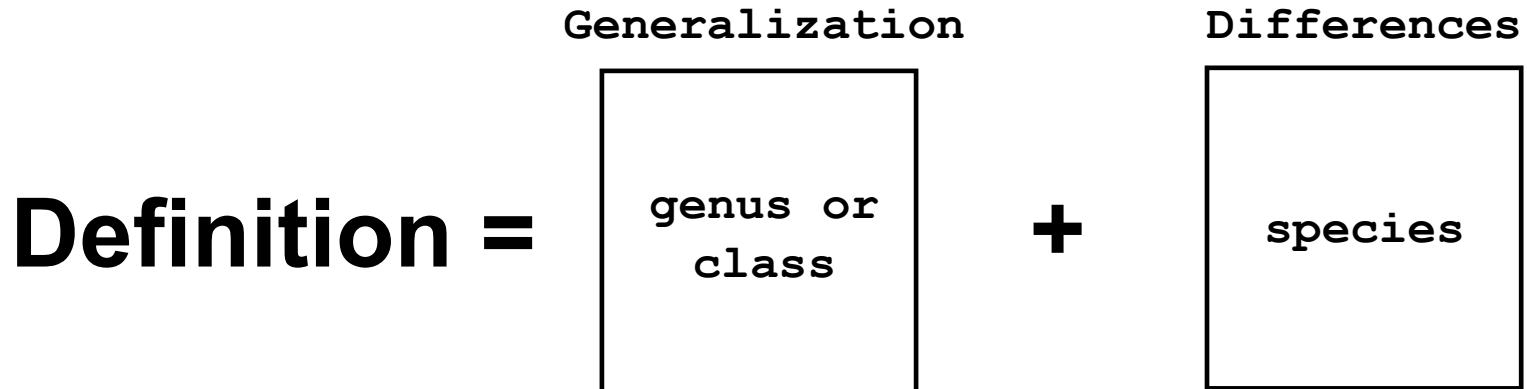 Generalization
Differences
Definition =
genus or
class
+
species